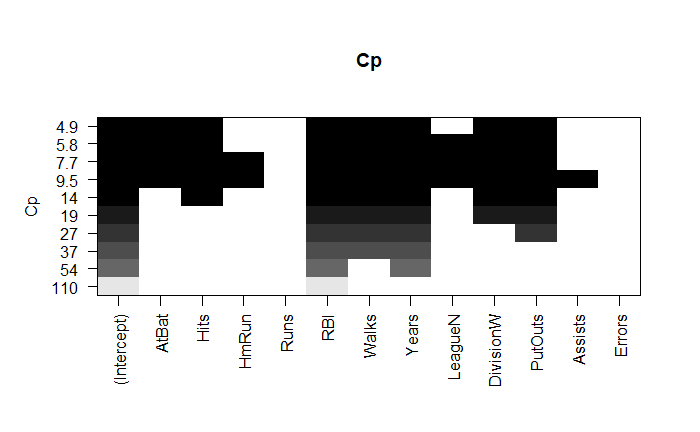 Cp
4.9
5.8
7.7
9.5
14
19
27
37
54
110
Cp
(Intercept)
AtBat
Hits
HmRun
Runs
RBI
Walks
Years
LeagueN
DivisionW
PutOuts
Assists
Errors